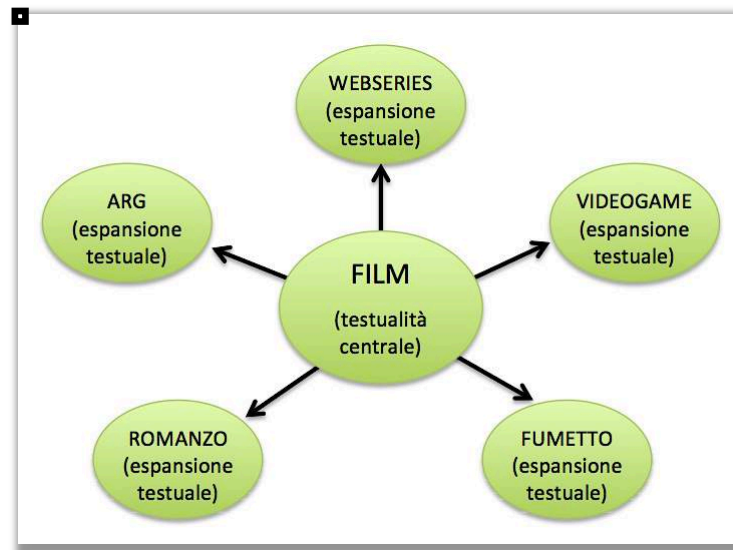 WEBSERIES
(espansione
testuale)
ARG
(espansione
testuale)
VIDEOGAME
(espansione
testuale)
FILM
(testualità
centrale)
ROMANZO
(espansione
testuale)
FUMETTO
(espansione
testuale)